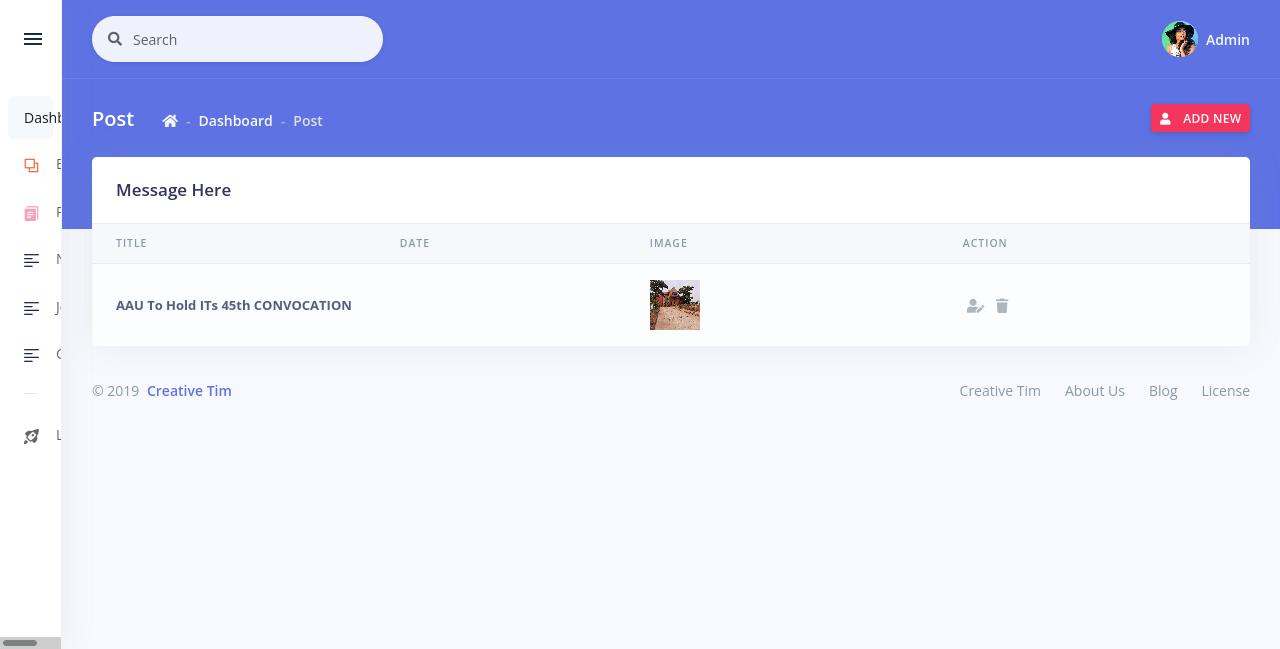 Search
Admin
Dashb
Post
- Dashboard - Post
ADD NEW
Message Here
TITLE DATE IMAGE ACTION
AAU To Hold ITs 45th CONVOCATION
© 2019 Creative Tim
Creative Tim About Us Blog License